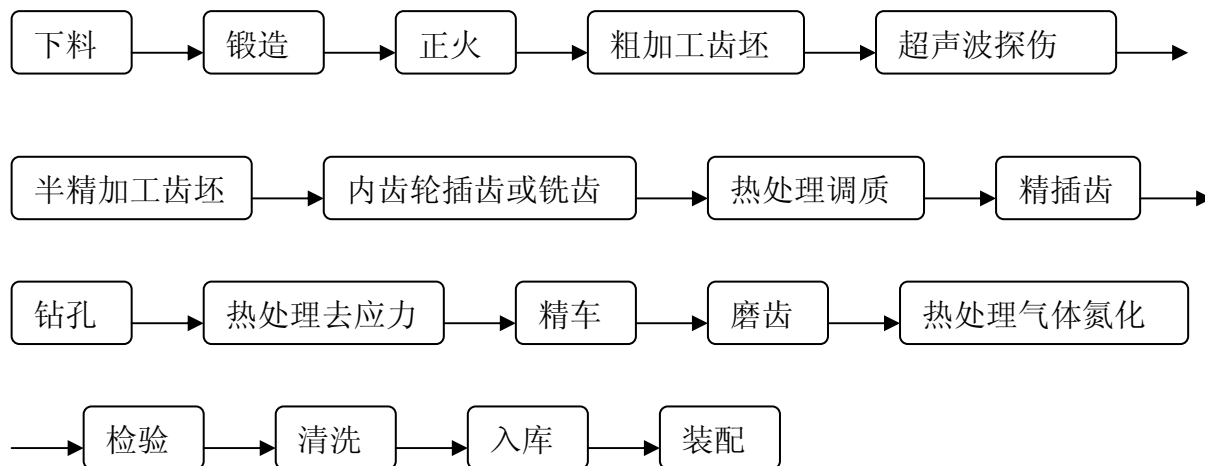 下料 锻造 正火 粗加工齿坯 超声波探伤
半精加工齿坯 内齿轮插齿或铣齿 热处理调质 精插齿
钻孔 热处理去应力 精车 磨齿 热处理气体氮化
检验 清洗 入库 装配